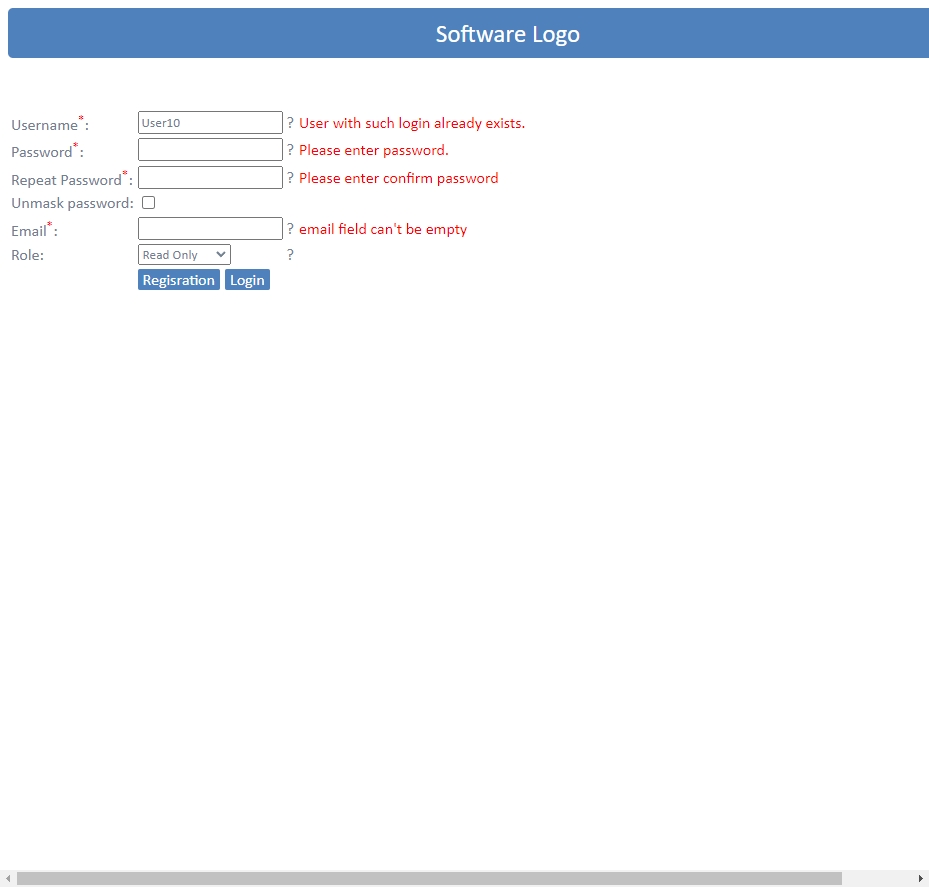 Software Logo
Username*: User10 ? User with such login already exists.
Password*: ? Please enter password.
Repeat Password*: ? Please enter confirm password
Unmask password:
Email*: ? email field can't be empty
Role: Read Only ?
Regisration Login